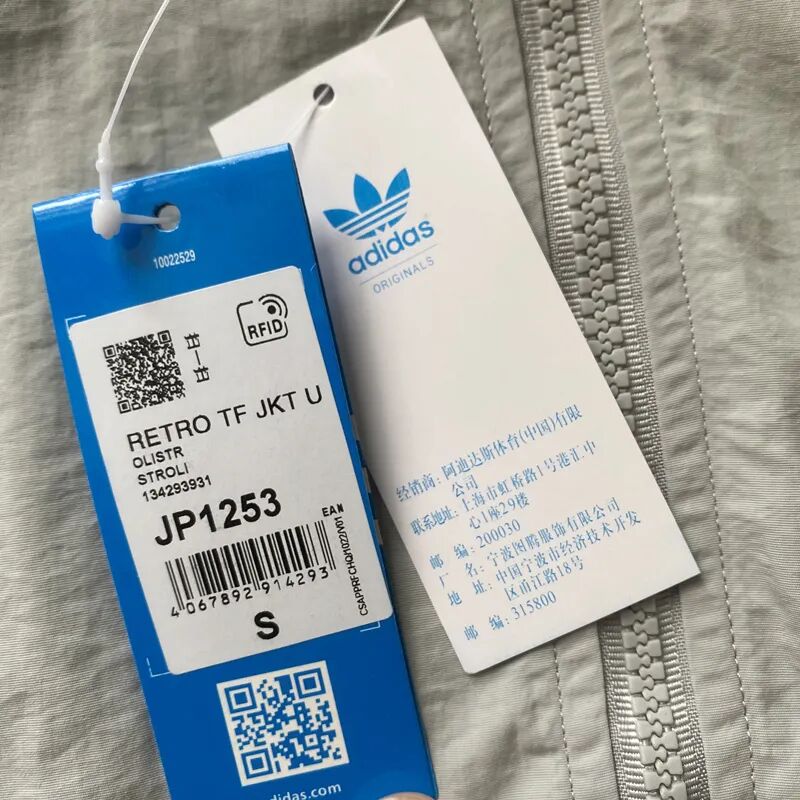 10022529
RFID
RETRO TF JKT U
OLISTR
STROLI
134293931
JP1253
EAN
4 067892 914293
CSAPPRFCHQH1022/V01
S
adidas.com
adidas
ORIGINALS
经销商: 阿迪达斯体育(中国)有限
公司
联系地址: 上海市虹桥路1号港汇中
心1座29楼
邮 编: 200030
厂 名: 宁波图腾服饰有限公司
地 址: 中国宁波市经济技术开发
区甬江路18号
邮 编: 315800